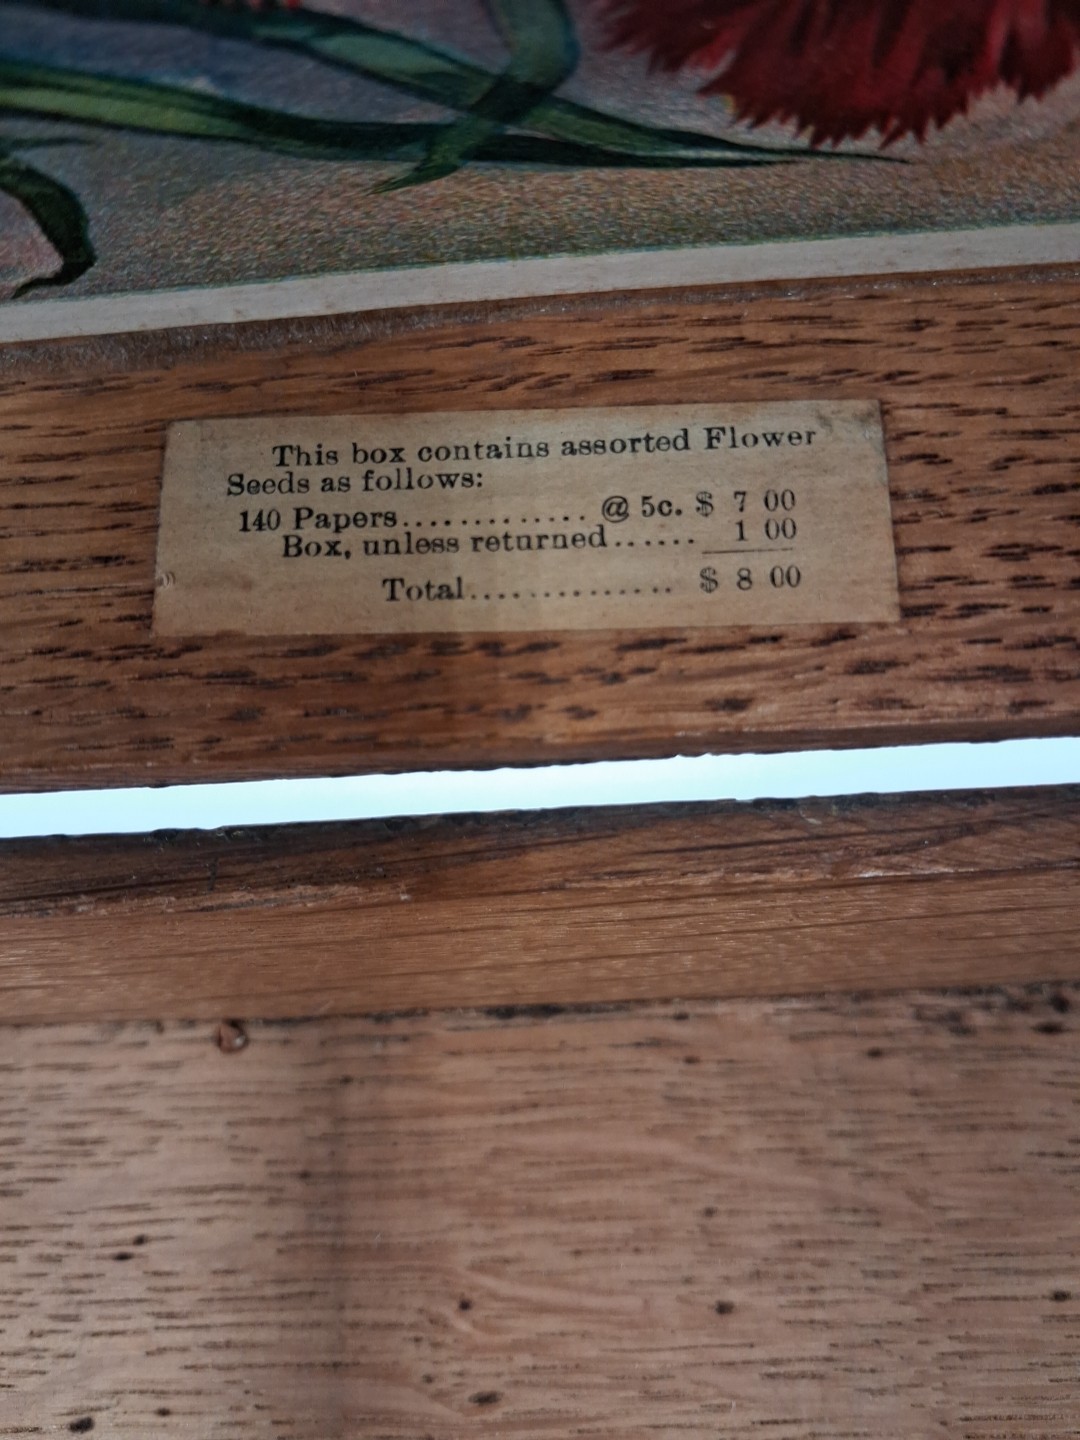 This box contains assorted Flower
Seeds as follows:
140 Papers............. @ 5c. $ 7 00
Box, unless returned...... 1 00
Total.............. $ 8 00